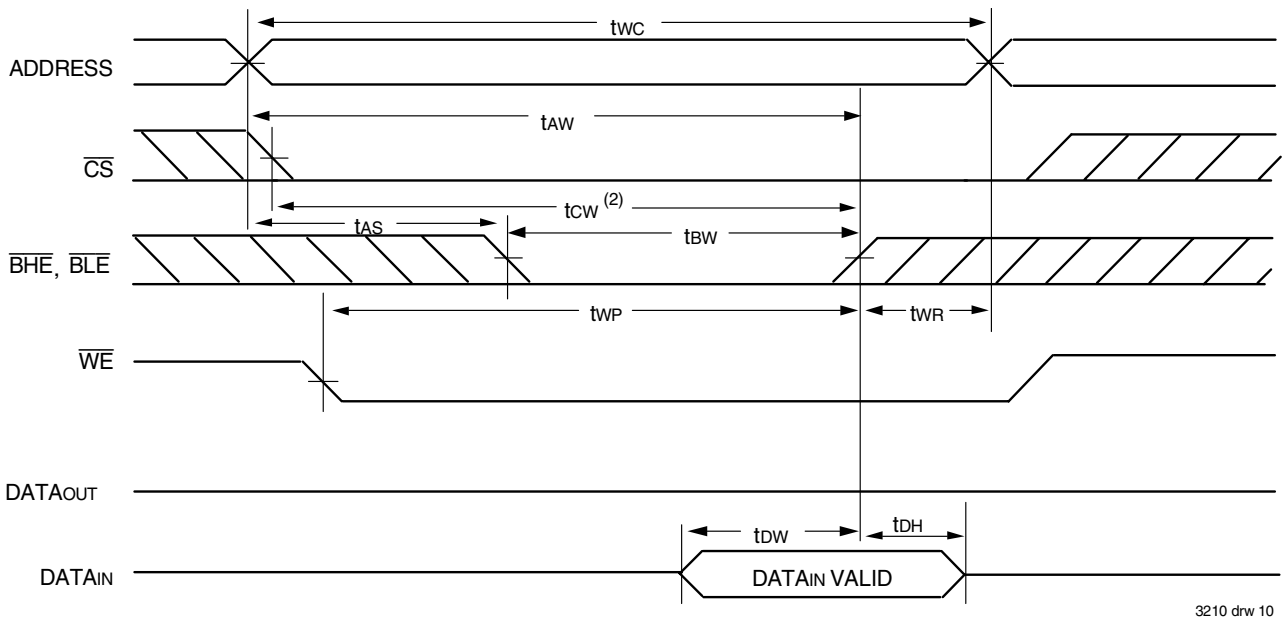 tWC
ADDRESS
tAW
CS
tCW (2)
tAS
tBW
BHE, BLE
tWP
tWR
WE
DATAOUT
tDW
tDH
DATAIN
DATAIN VALID
3210 drw 10